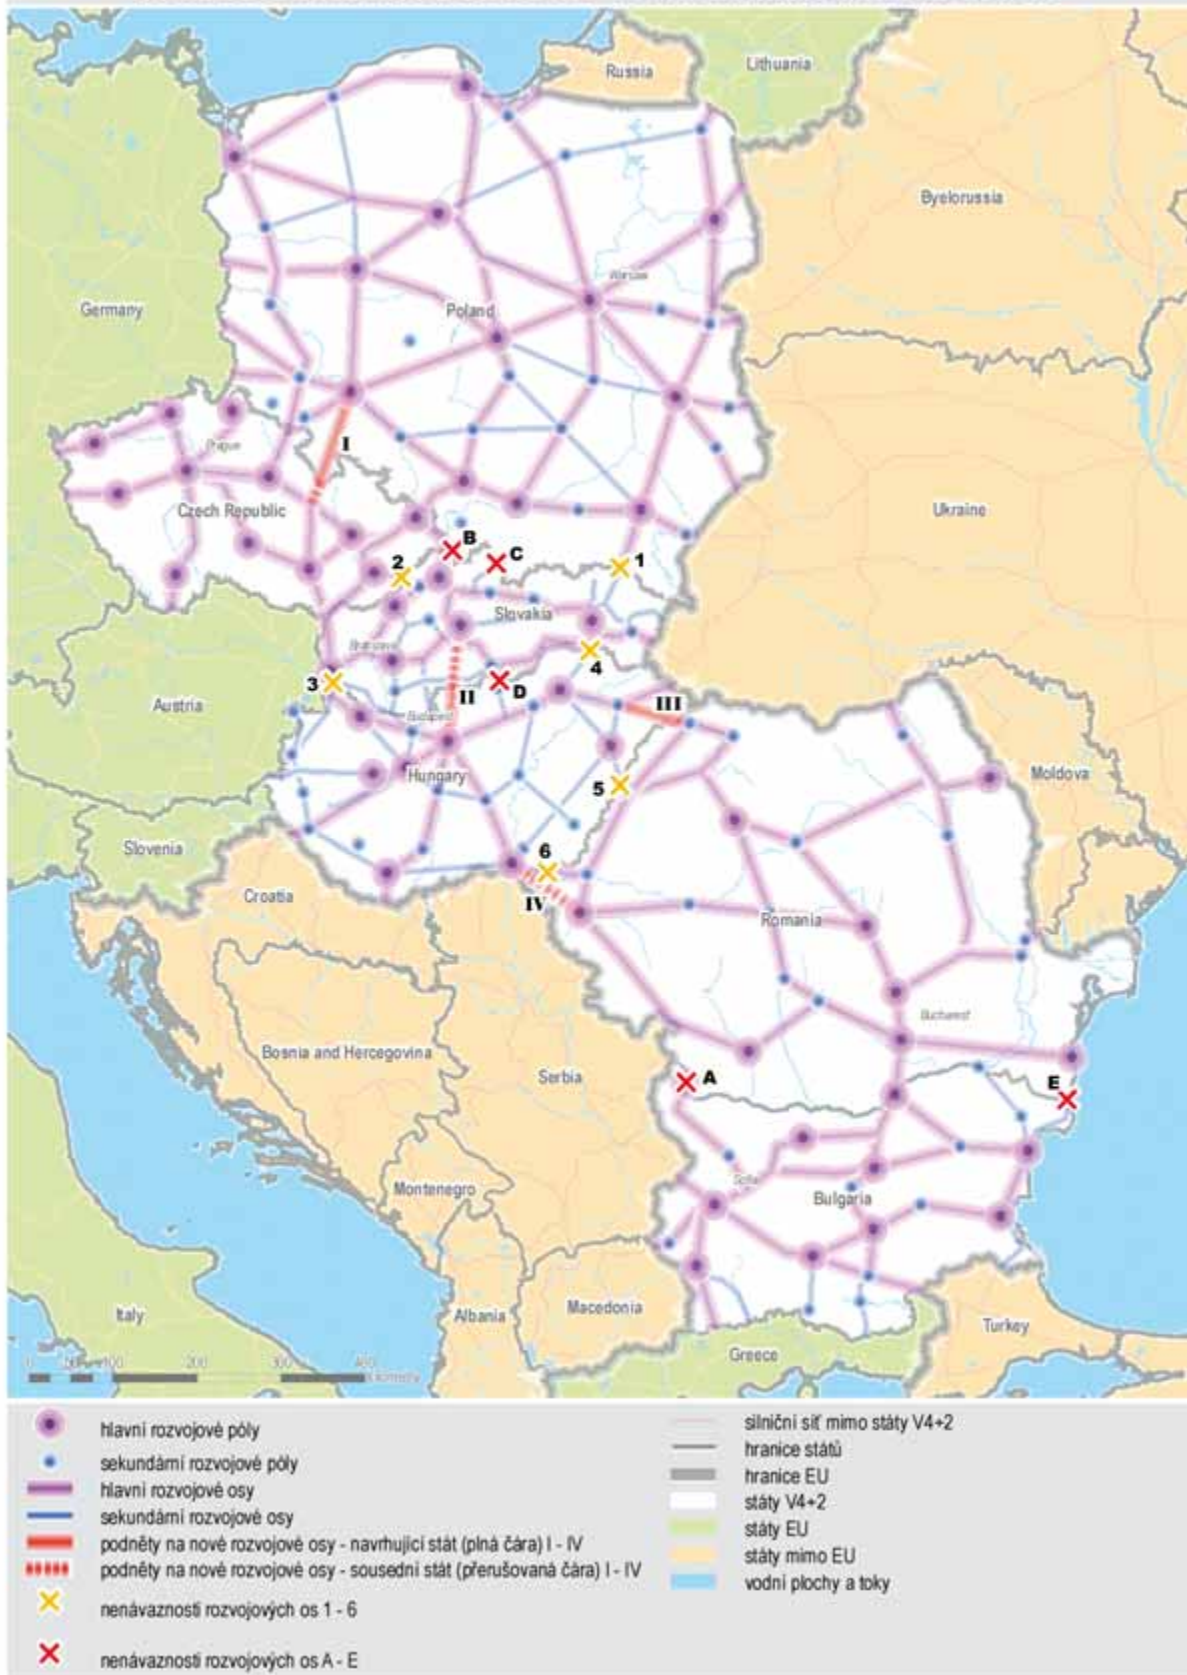 Russia
Lithuania
Byelorussia
Warsaw
Germany
Poland
I
Prague
Czech Republic
Ukraine
B
C
2
1
Slovakia
Bratislava
4
3
D
II
III
Austria
Budapest
Hungary
5
Moldova
Slovenia
6
Croatia
IV
Romania
Bucharest
Bosnia and Hercegovina
Serbia
A
E
Sofia
Montenegro
Bulgaria
Italy
Albania
Macedonia
Turkey
Greece
0 50 100 200 300 400
hlavní rozvojové póly
sekundární rozvojové póly
hlavní rozvojové osy
sekundární rozvojové osy
podněty na nové rozvojové osy - navrhující stát (plná čára) I - IV
podněty na nové rozvojové osy - sousední stát (přerušovaná čára) I - IV
nenávaznosti rozvojových os 1 - 6
nenávaznosti rozvojových os A - E
silniční síť mimo státy V4+2
hranice států
hranice EU
státy V4+2
státy EU
státy mimo EU
vodní plochy a toky